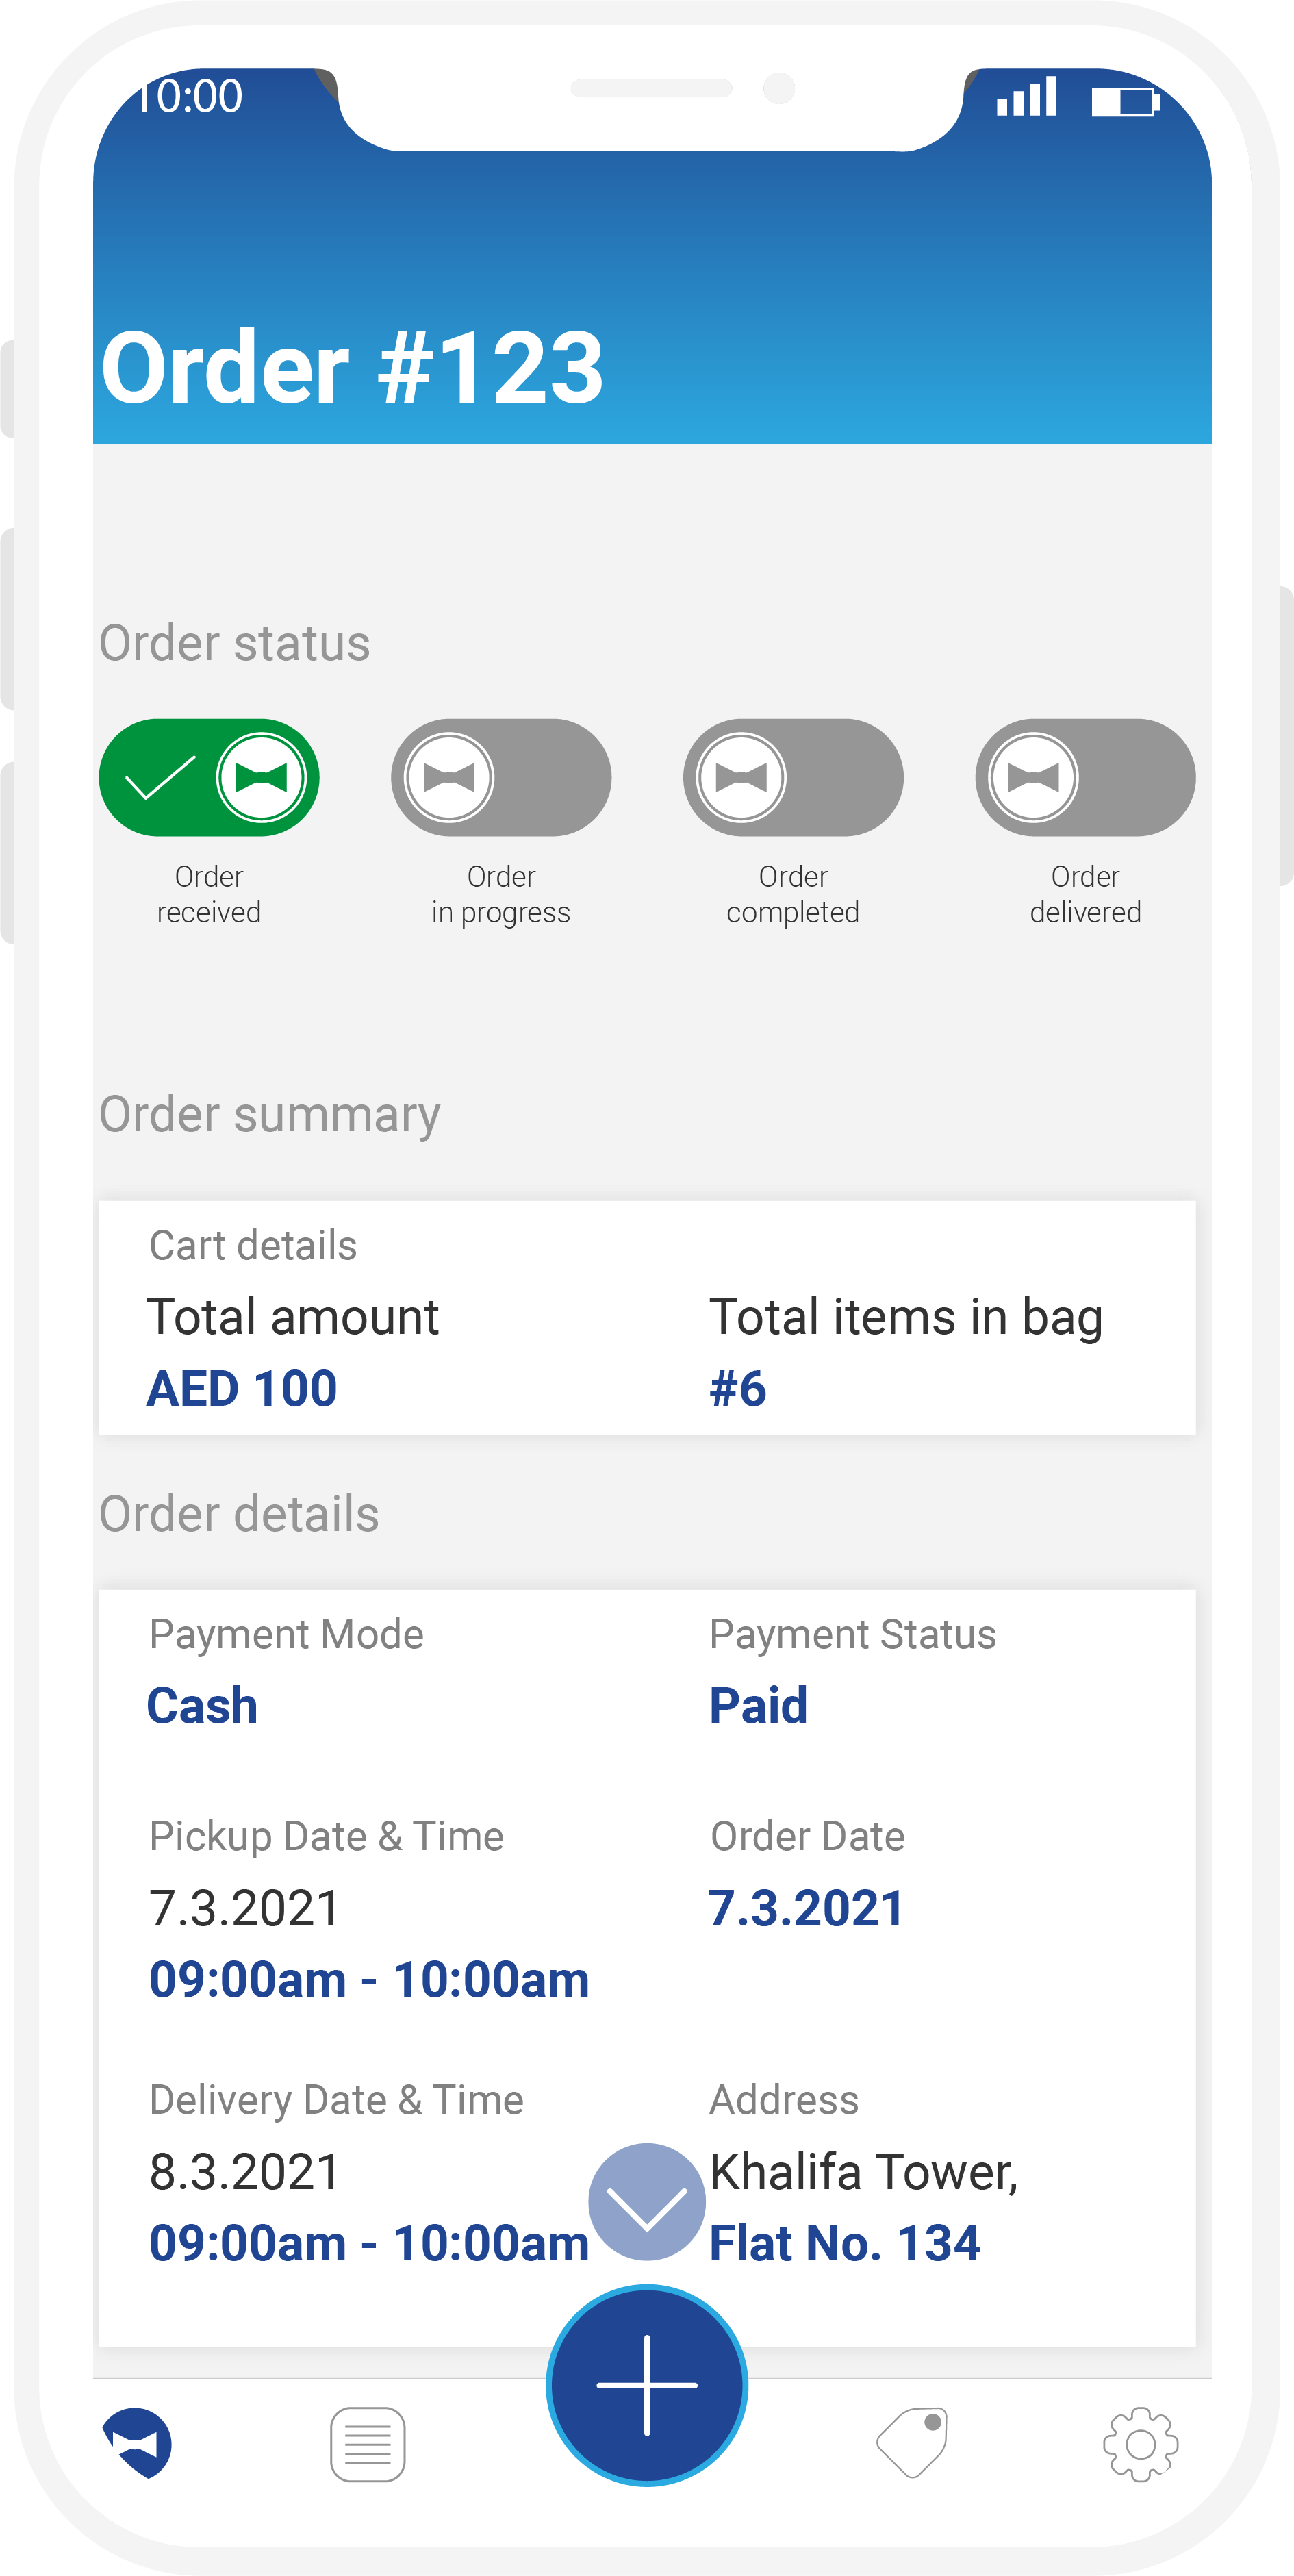 10:00
Order #123
Order status
Order
received
Order
in progress
Order
completed
Order
delivered
Order summary
Cart details
Total amount
AED 100
Total items in bag
#6
Order details
Payment Mode
Cash
Payment Status
Paid
Pickup Date & Time
7.3.2021
09:00am - 10:00am
Order Date
7.3.2021
Delivery Date & Time
8.3.2021
09:00am - 10:00am
Address
Khalifa Tower,
Flat No. 134